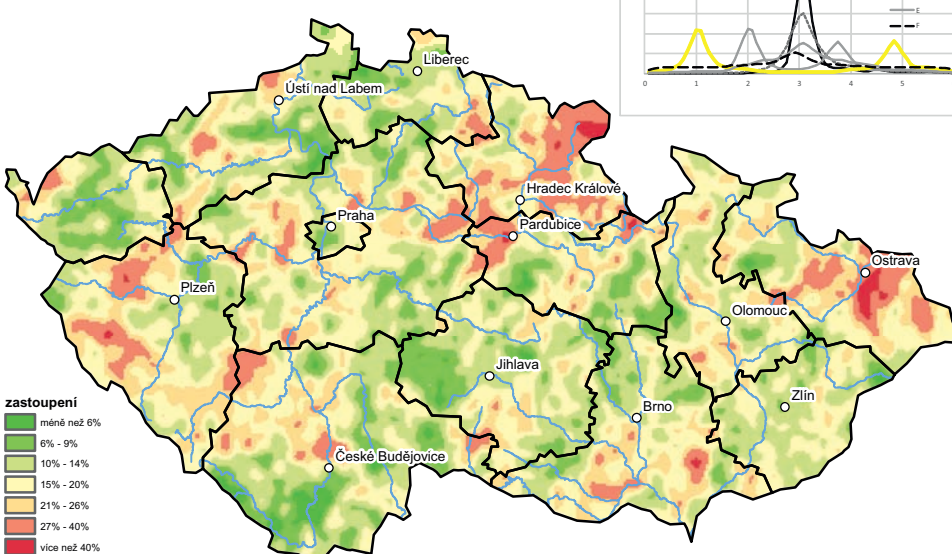 E
F
0 1 2 3 4 5
Liberec
Ústí nad Labem
Hradec Králové
Praha
Pardubice
Ostrava
Plzeň
Olomouc
Jihlava
Zlín
Brno
České Budějovice
zastoupení
méně než 6%
6% - 9%
10% - 14%
15% - 20%
21% - 26%
27% - 40%
více než 40%